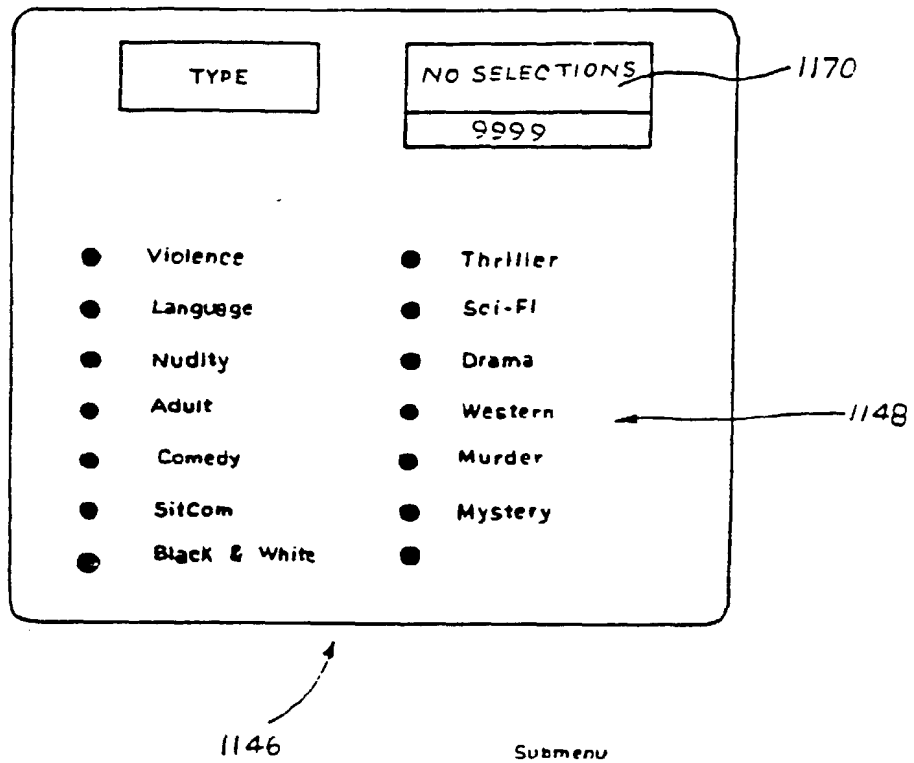 TYPE
NO SELECTIONS
9999
1170
Violence
Thriller
Language
Sci-Fi
Nudity
Drama
Adult
Western
1148
Comedy
Murder
SitCom
Mystery
Black & White
1146
Submenu